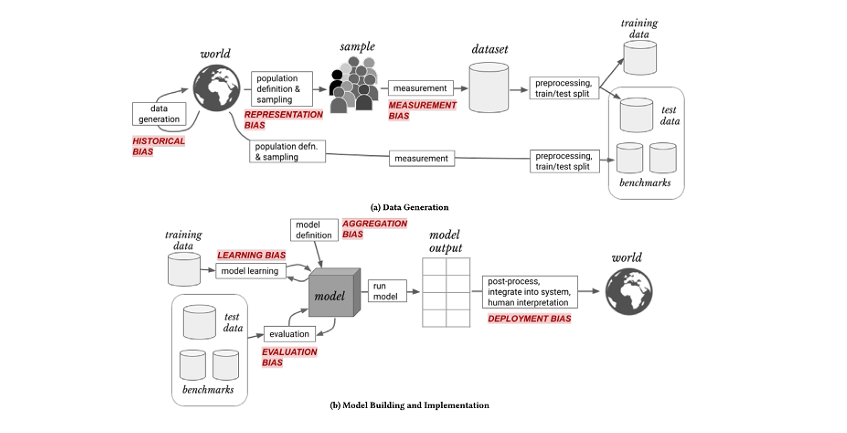 training
data
world
sample
dataset
population
definition &
sampling
measurement
preprocessing,
train/test split
data
generation
REPRESENTATION
BIAS
MEASUREMENT
BIAS
test
data
HISTORICAL
BIAS
population defn.
& sampling
measurement
preprocessing,
train/test split
benchmarks
(a) Data Generation
model
definition
AGGREGATION
BIAS
training
data
LEARNING BIAS
model learning
model
output
world
model
run
model
post-process,
integrate into system,
human interpretation
DEPLOYMENT BIAS
test
data
evaluation
EVALUATION
BIAS
benchmarks
(b) Model Building and Implementation